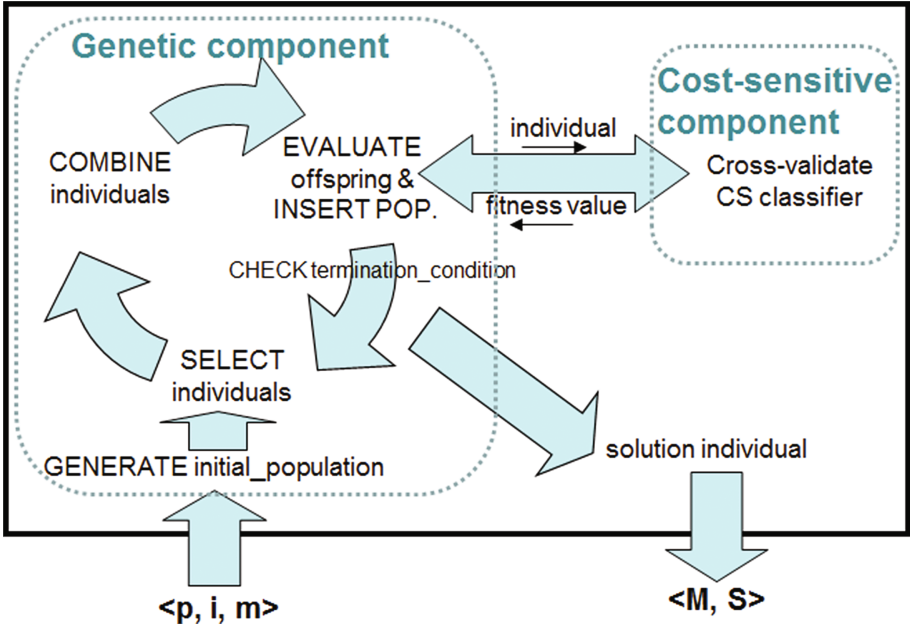 Genetic component
Cost-sensitive
component
COMBINE
individuals
EVALUATE
offspring &
INSERT POP.
individual
fitness value
Cross-validate
CS classifier
CHECK termination_condition
SELECT
individuals
GENERATE initial_population
solution individual
<p, i, m>
<M, S>